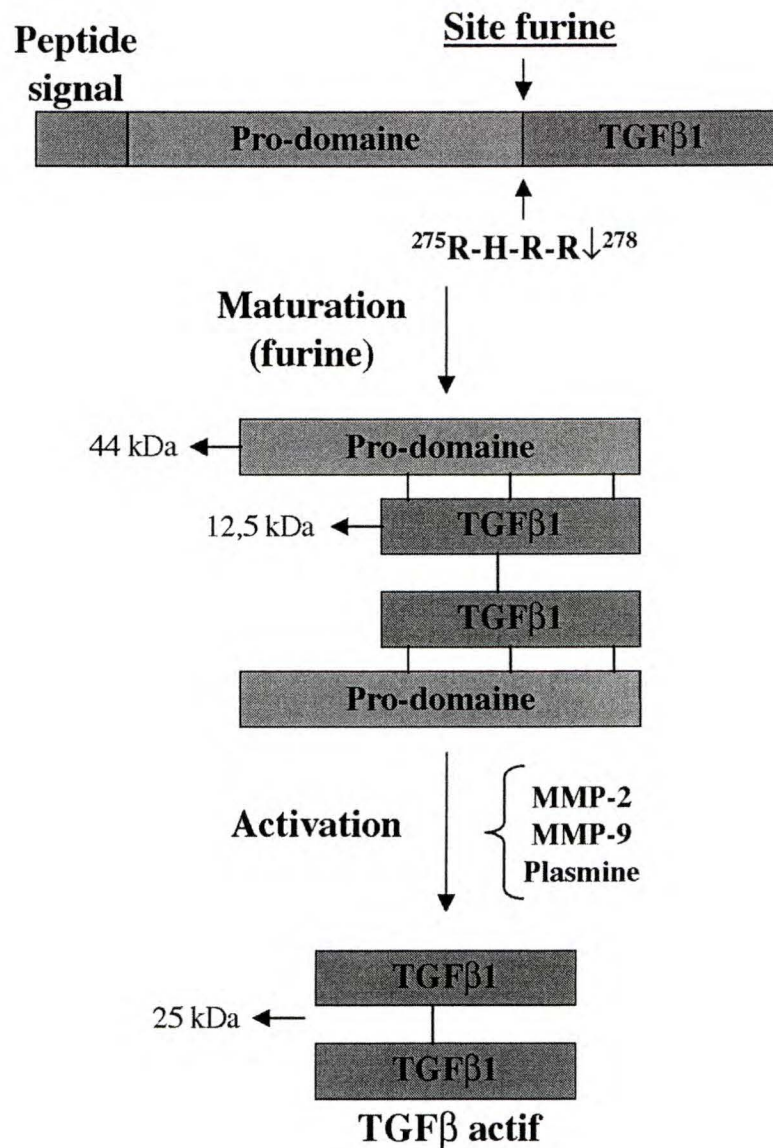 Site furine
Peptide
signal
Pro-domaine
TGFβ1
²⁷⁵R-H-R-R↓²⁷⁸
Maturation
(furine)
44 kDa
Pro-domaine
12,5 kDa
TGFβ1
TGFβ1
Pro-domaine
Activation
MMP-2
MMP-9
Plasmine
TGFβ1
25 kDa
TGFβ1
TGFβ actif